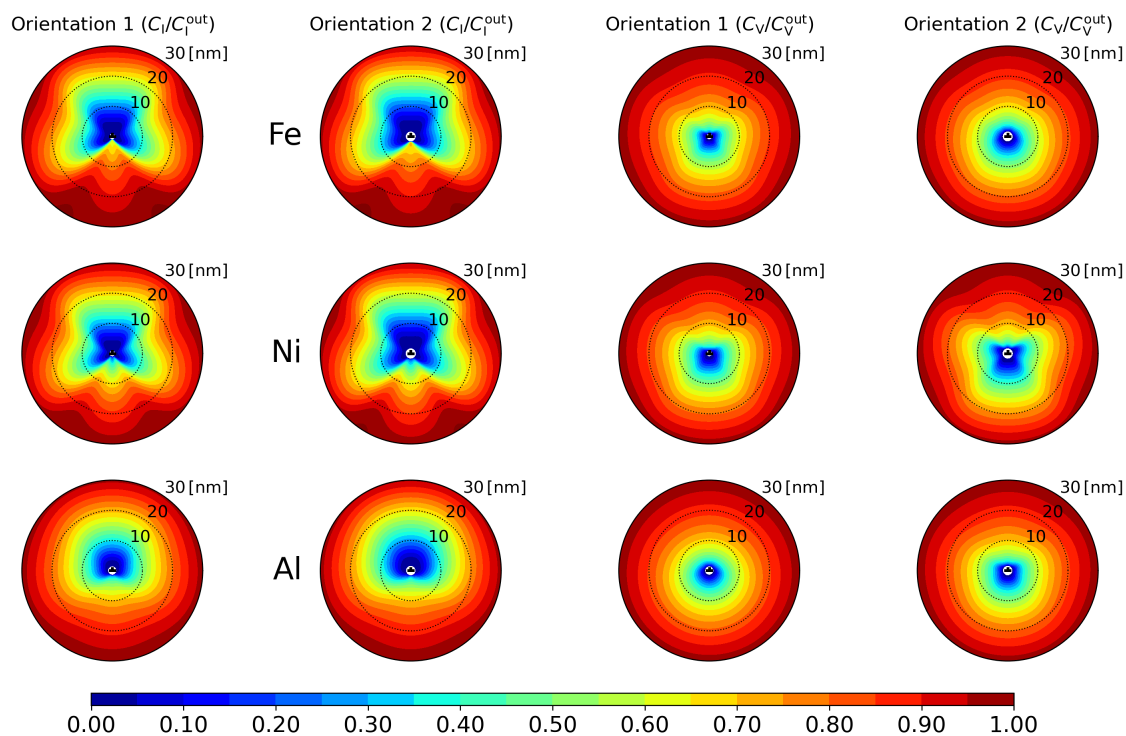 Orientation 1 (C_I/C_I^out) Orientation 2 (C_I/C_I^out) Orientation 1 (C_V/C_V^out) Orientation 2 (C_V/C_V^out)
30 [nm] 30 [nm] 30 [nm] 30 [nm]
20 20 20 20
10 10 10 10
Fe
30 [nm] 30 [nm] 30 [nm] 30 [nm]
20 20 20 20
10 10 10 10
Ni
30 [nm] 30 [nm] 30 [nm] 30 [nm]
20 20 20 20
10 10 10 10
Al
0.00 0.10 0.20 0.30 0.40 0.50 0.60 0.70 0.80 0.90 1.00